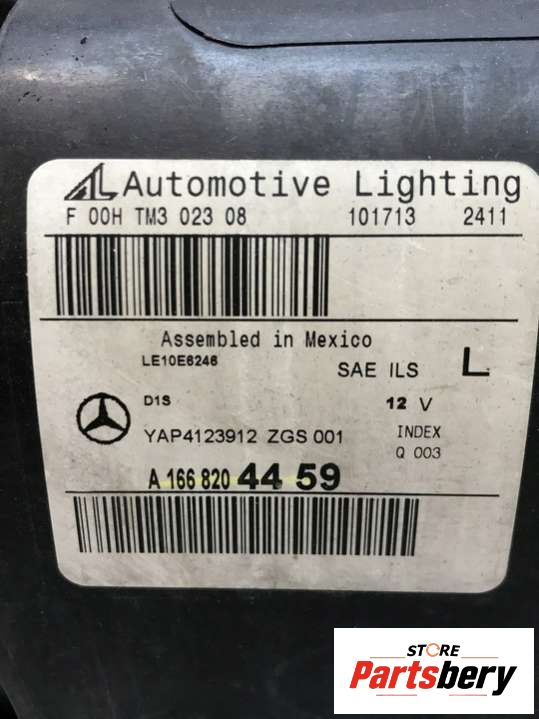 AL Automotive Lighting
F 00H TM3 023 08 101713 2411
Assembled in Mexico
LE10E6246
SAE ILS L
D1S 12 V
YAP4123912 ZGS 001 INDEX
Q 003
A 166 820 44 59
STORE
Partsbery